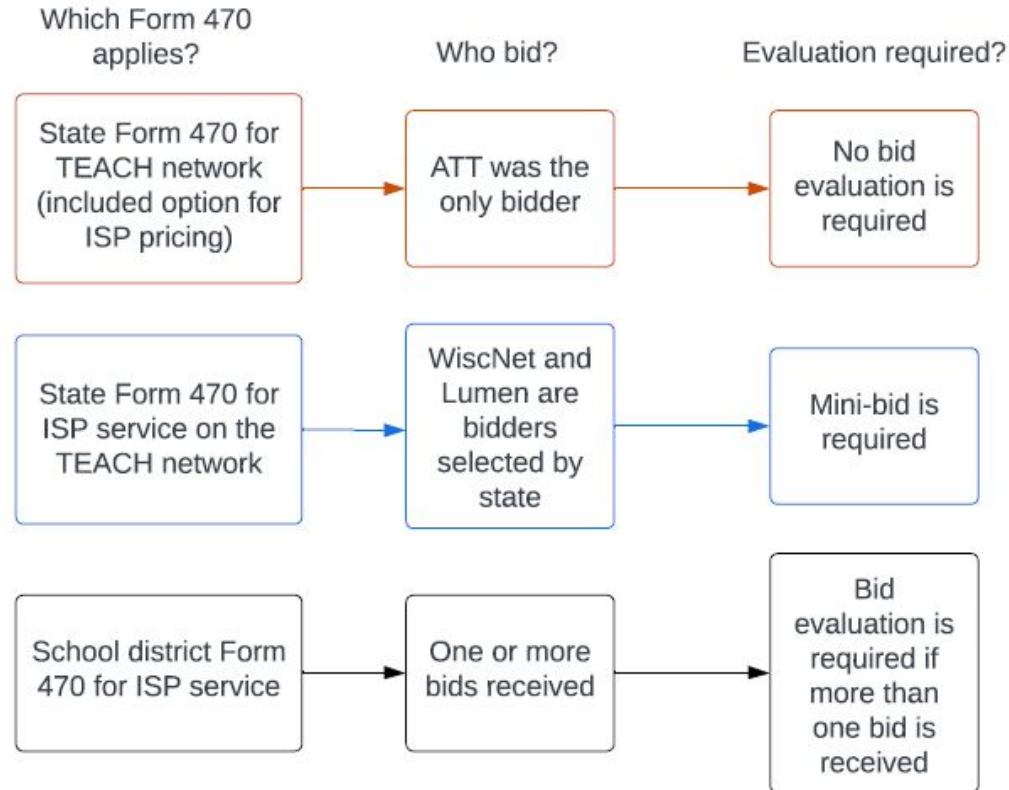 Which Form 470
applies?
Who bid?
Evaluation required?
State Form 470 for
TEACH network
(included option for
ISP pricing)
ATT was the
only bidder
No bid
evaluation is
required
State Form 470 for
ISP service on the
TEACH network
WiscNet and
Lumen are
bidders
selected by
state
Mini-bid is
required
School district Form
470 for ISP service
One or more
bids received
Bid
evaluation is
required if
more than
one bid is
received